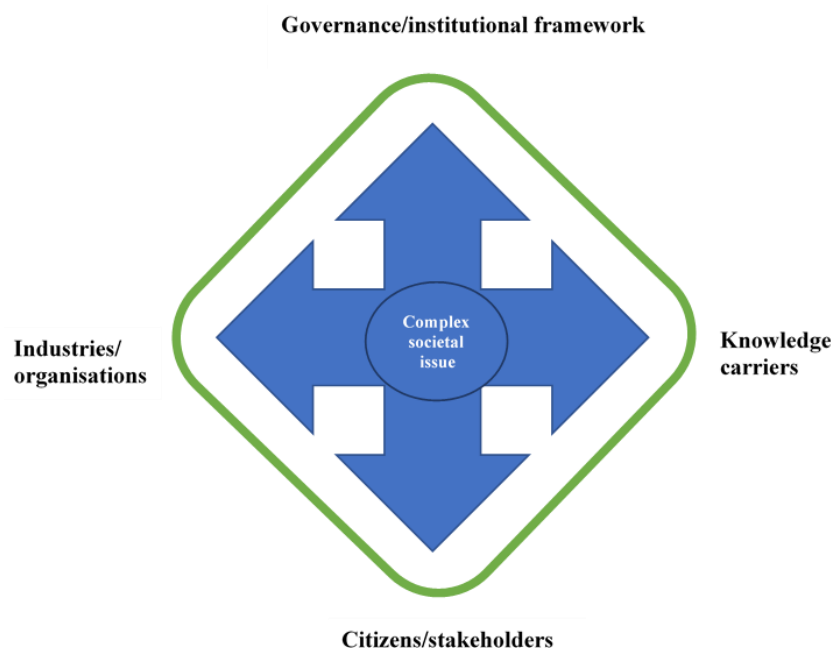 Governance/institutional framework
Industries/
organisations
Complex
societal
issue
Knowledge
carriers
Citizens/stakeholders